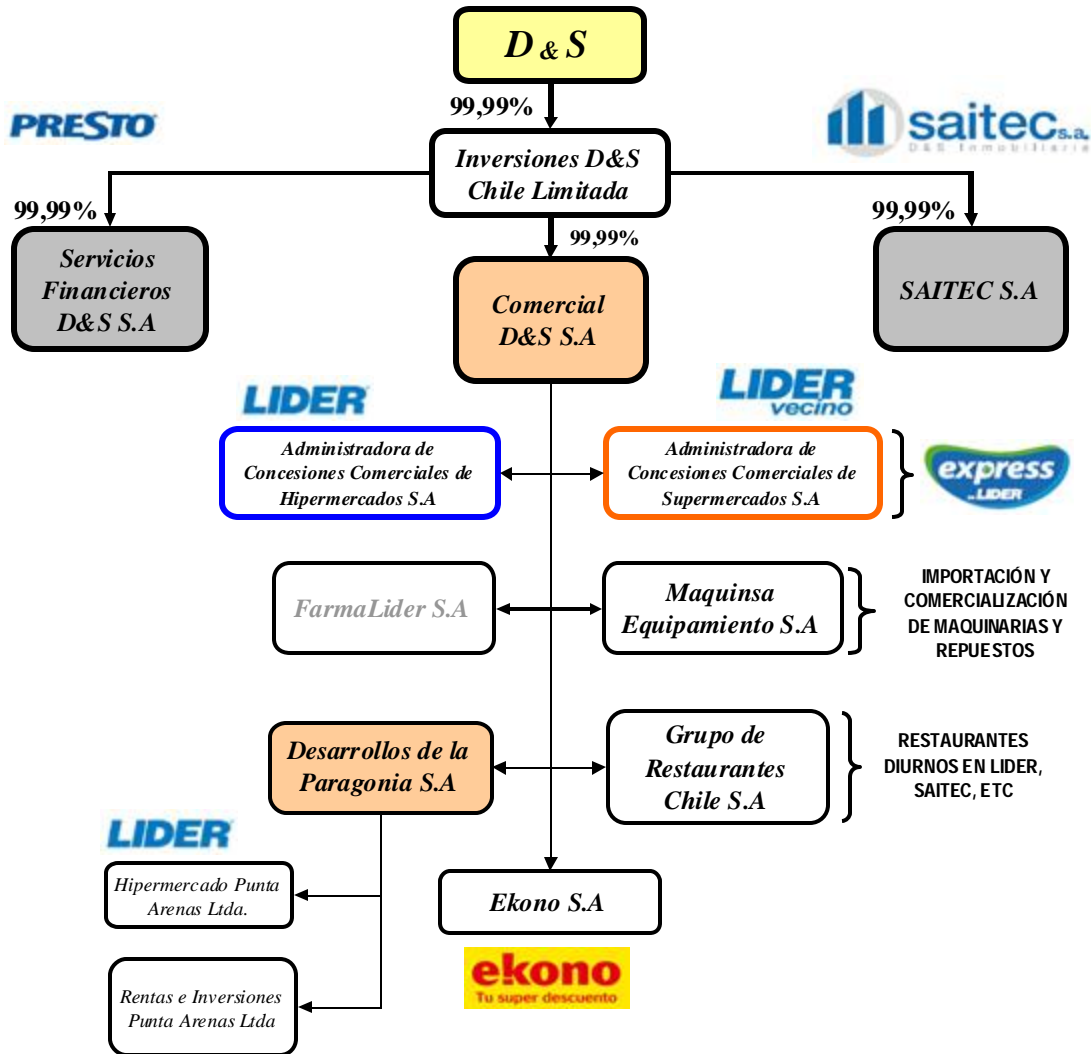 D & S
99,99%
PRESTO
saitec s.a.
D&S Inmobiliaria
Inversiones D&S
Chile Limitada
99,99%
99,99%
99,99%
Servicios
Financieros
D&S S.A
Comercial
D&S S.A
SAITEC S.A
LIDER
LIDER
vecino
Administradora de
Concesiones Comerciales de
Hipermercados S.A
Administradora de
Concesiones Comerciales de
Supermercados S.A
express
de LIDER
FarmaLider S.A
Maquinsa
Equipamiento S.A
IMPORTACIÓN Y
COMERCIALIZACIÓN
DE MAQUINARIAS Y
REPUESTOS
Desarrollos de la
Paragonia S.A
Grupo de
Restaurantes
Chile S.A
RESTAURANTES
DIURNOS EN LIDER,
SAITEC, ETC
LIDER
Hipermercado Punta
Arenas Ltda.
Ekono S.A
ekono
Tu super descuento
Rentas e Inversiones
Punta Arenas Ltda